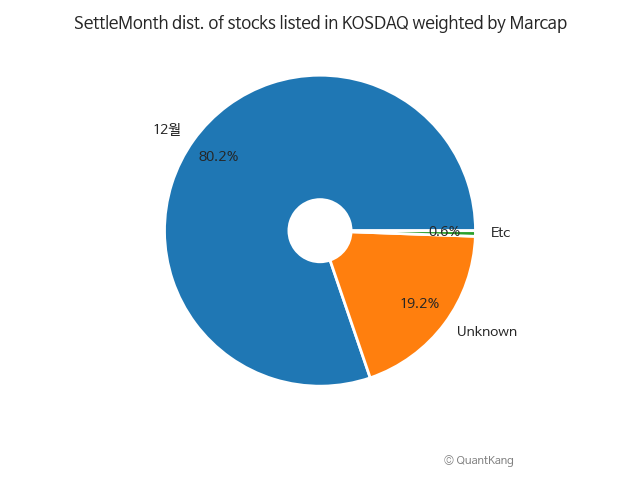 SettleMonth dist. of stocks listed in KOSDAQ weighted by Marcap
12월
80.2%
0.6%
Etc
19.2%
Unknown
© QuantKang